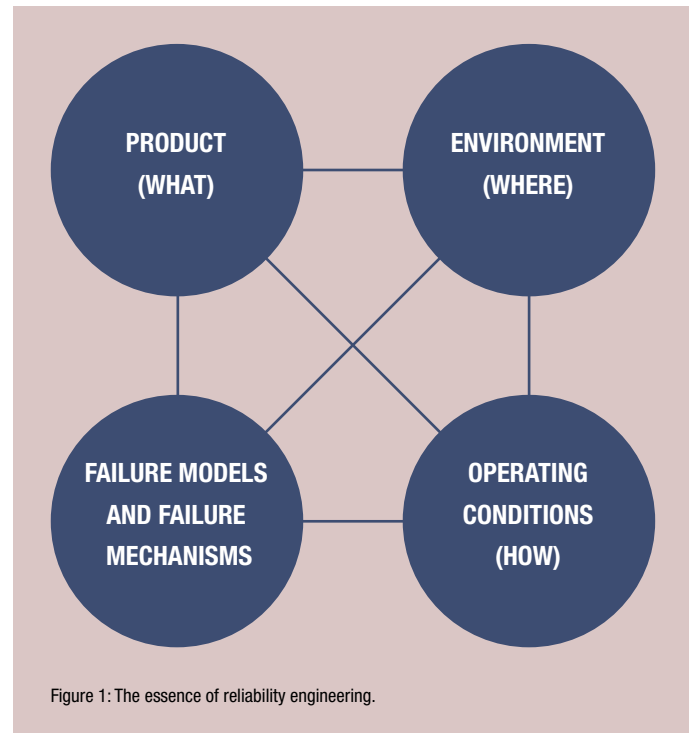 PRODUCT
(WHAT)
ENVIRONMENT
(WHERE)
FAILURE MODELS
AND FAILURE
MECHANISMS
OPERATING
CONDITIONS
(HOW)
Figure 1: The essence of reliability engineering.